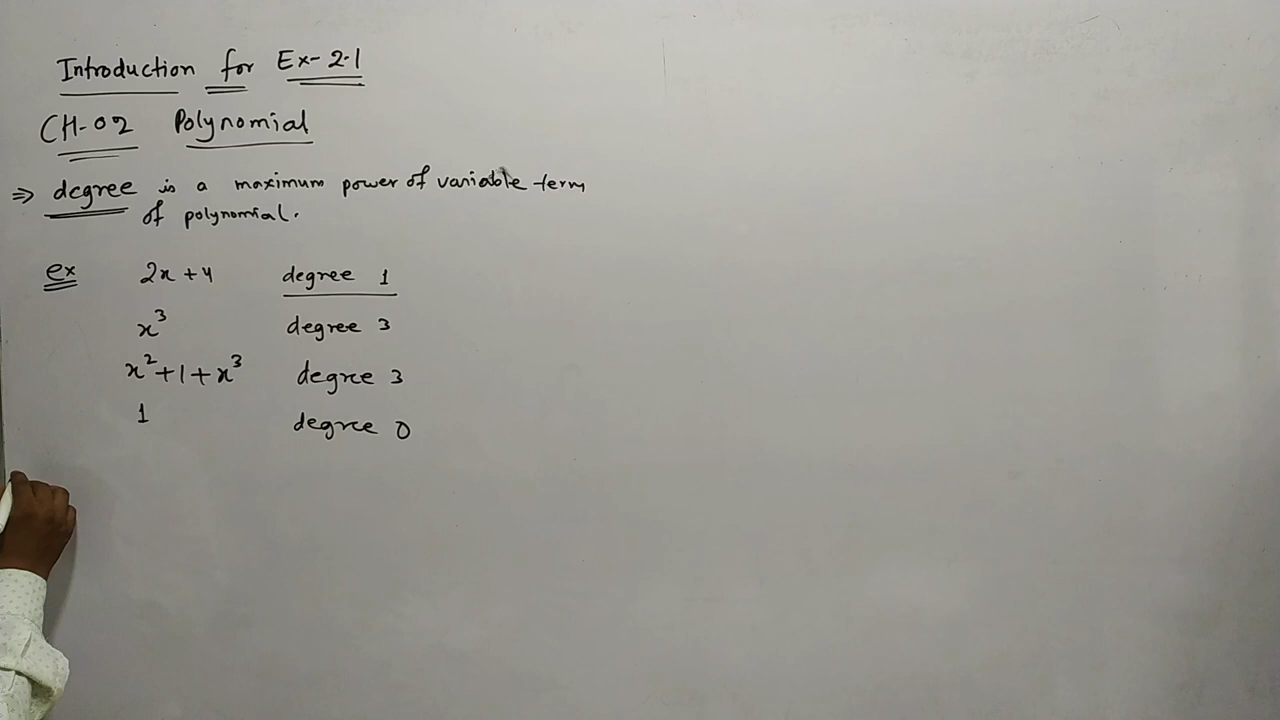 Introduction for Ex-2.1
CH-02 Polynomial
⇒ degree is a maximum power of variable term
of polynomial.
ex 2x+4 degree 1
x³ degree 3
x²+1+x³ degree 3
1 degree 0